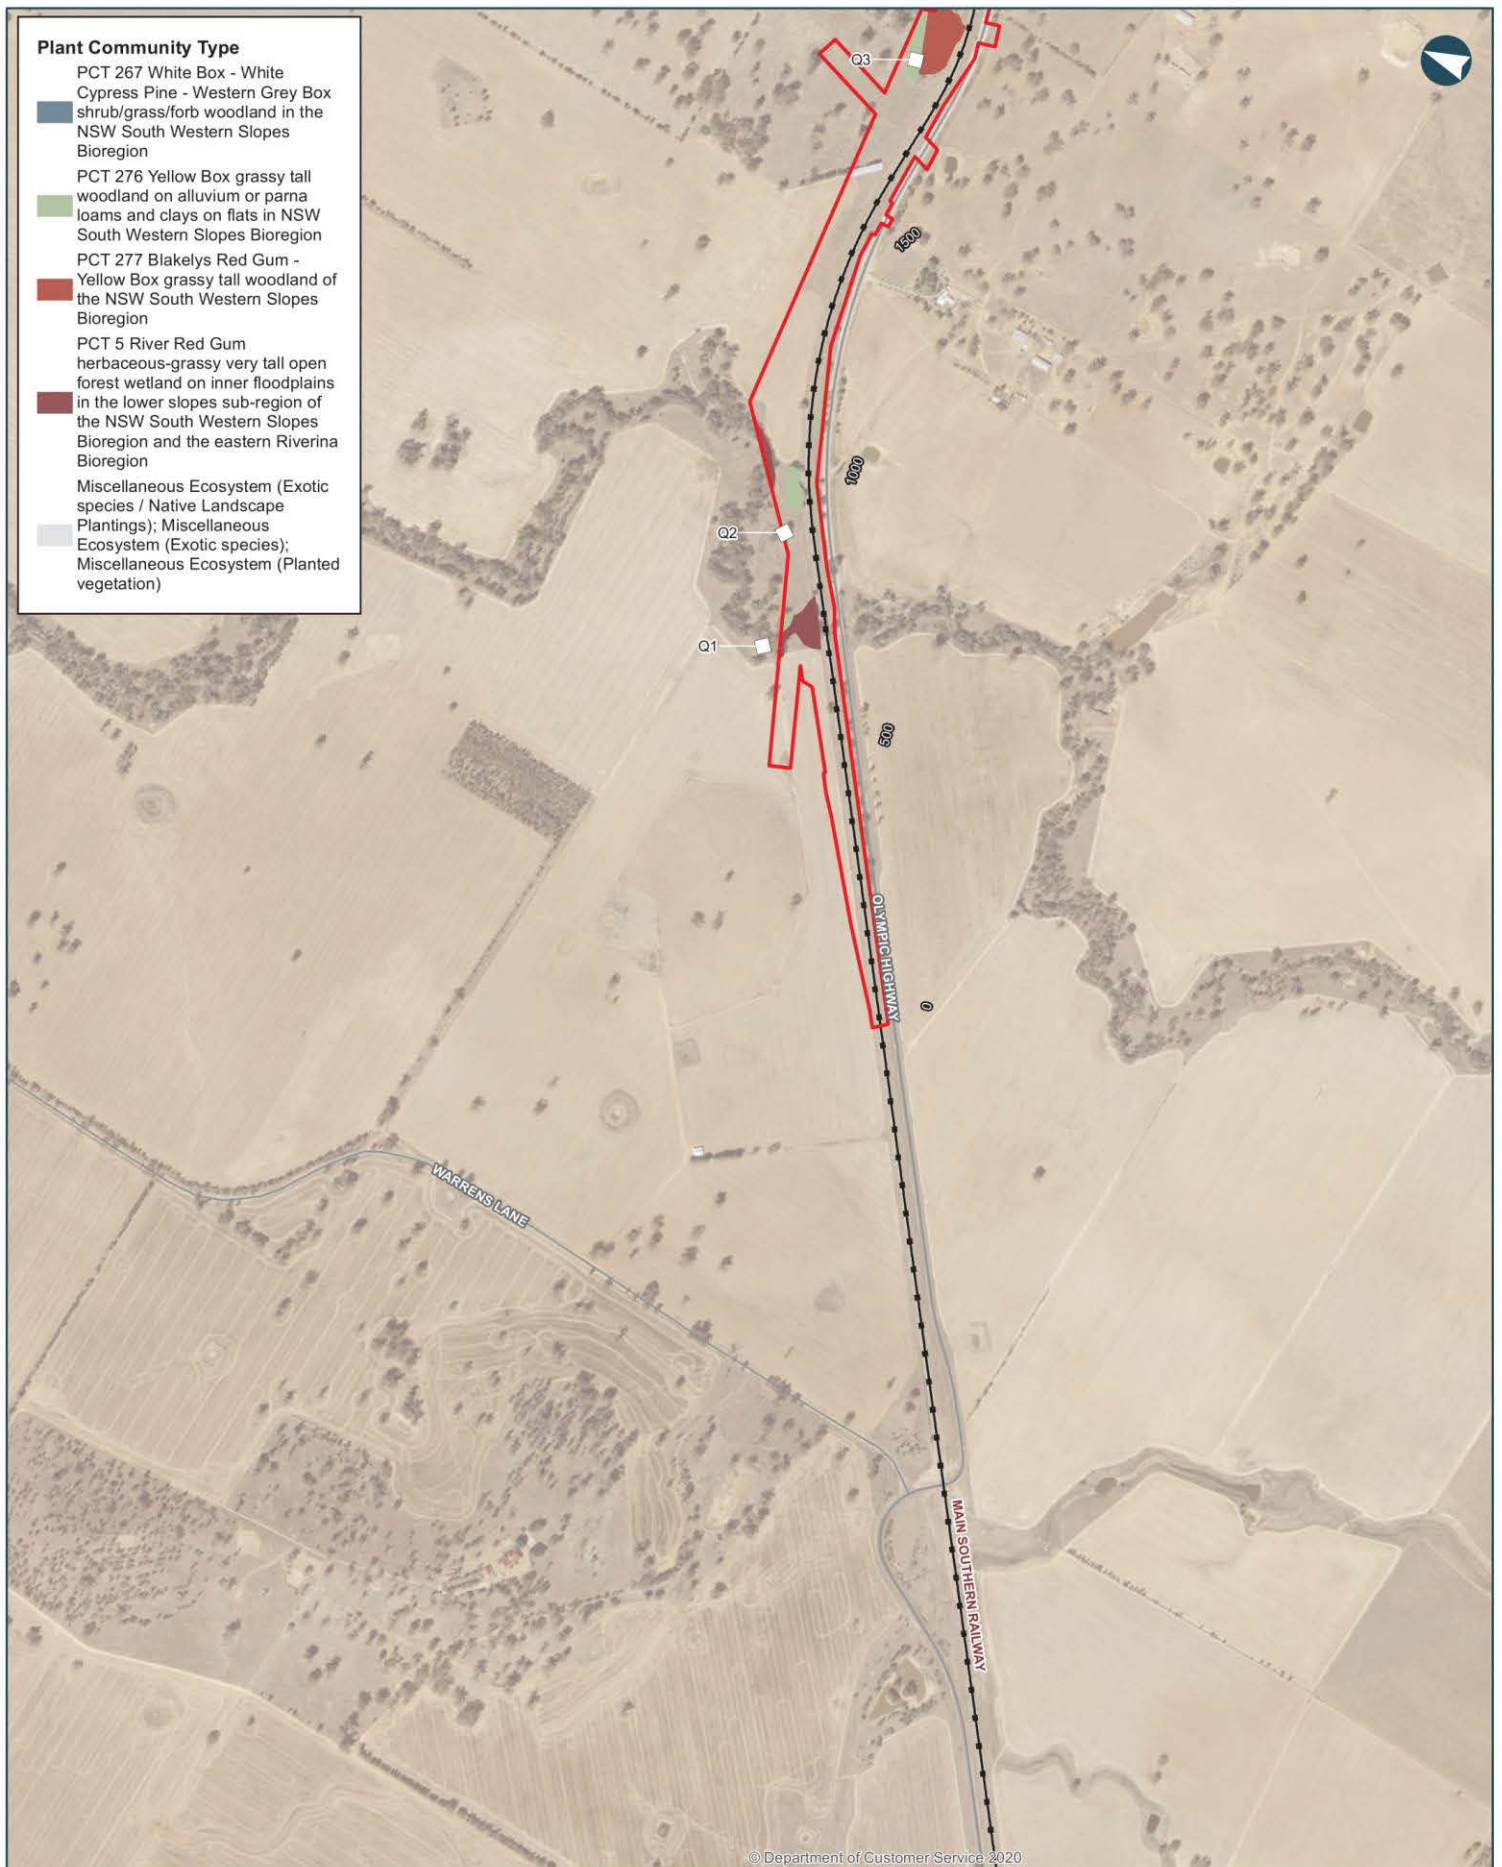 Plant Community Type
PCT 267 White Box - White
Cypress Pine - Western Grey Box
shrub/grass/forb woodland in the
NSW South Western Slopes
Bioregion
PCT 276 Yellow Box grassy tall
woodland on alluvium or parna
loams and clays on flats in NSW
South Western Slopes Bioregion
PCT 277 Blakelys Red Gum -
Yellow Box grassy tall woodland of
the NSW South Western Slopes
Bioregion
PCT 5 River Red Gum
herbaceous-grassy very tall open
forest wetland on inner floodplains
in the lower slopes sub-region of
the NSW South Western Slopes
Bioregion and the eastern Riverina
Bioregion
Miscellaneous Ecosystem (Exotic
species / Native Landscape
Plantings); Miscellaneous
Ecosystem (Exotic species);
Miscellaneous Ecosystem (Planted
vegetation)
Q3
1500
1000
Q2
Q1
500
OLYMPIC HIGHWAY
0
WARRENS LANE
MAIN SOUTHERN RAILWAY
© Department of Customer Service 2020